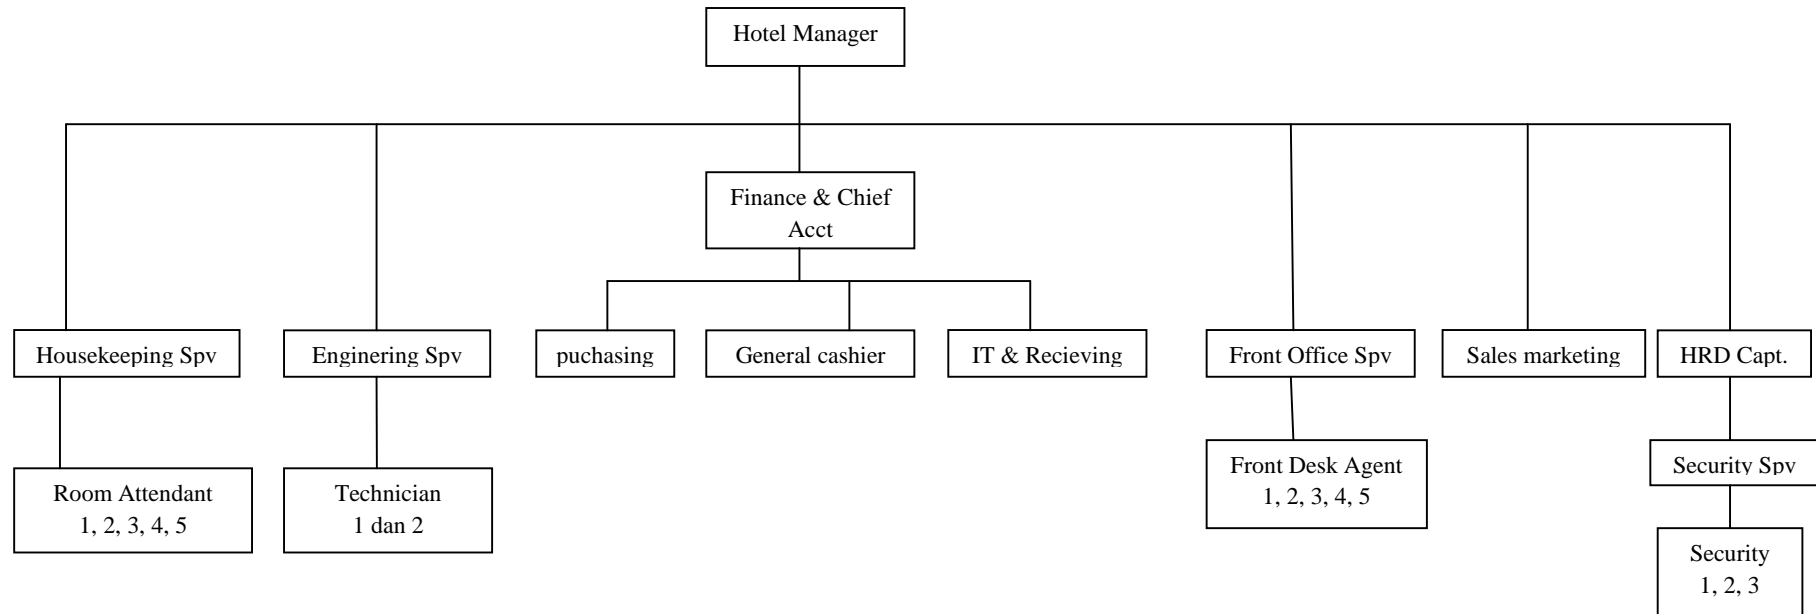 Hotel Manager
Finance & Chief
Acct
Housekeeping Spv
Enginering Spv
puchasing
General cashier
IT & Recieving
Front Office Spv
Sales marketing
HRD Capt.
Room Attendant
1, 2, 3, 4, 5
Technician
1 dan 2
Front Desk Agent
1, 2, 3, 4, 5
Security Spv
Security
1, 2, 3